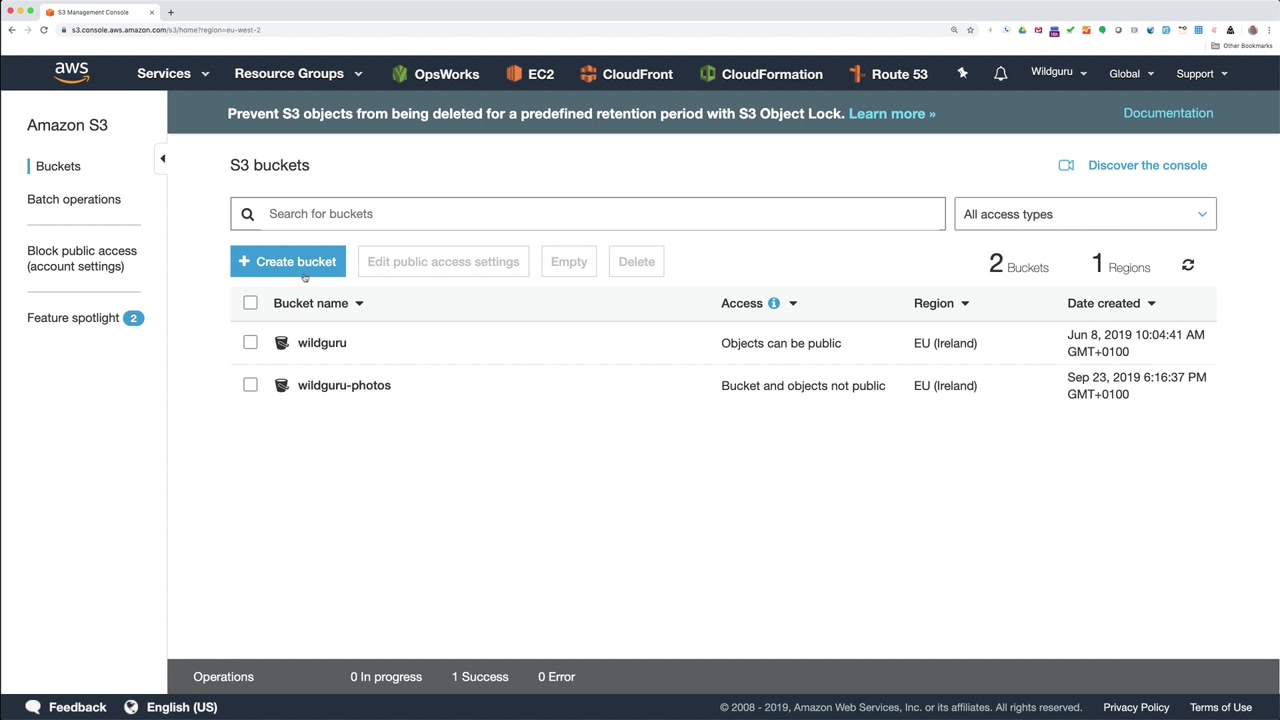 S3 Management Console
s3.console.aws.amazon.com/s3/home?region=eu-west-2
Other Bookmarks
aws
Services
Resource Groups
OpsWorks
EC2
CloudFront
CloudFormation
Route 53
Wildguru
Global
Support
Amazon S3
Buckets
Batch operations
Block public access
(account settings)
Feature spotlight 2
Prevent S3 objects from being deleted for a predefined retention period with S3 Object Lock. Learn more »
Documentation
S3 buckets
Discover the console
Search for buckets
All access types
+ Create bucket
Edit public access settings
Empty
Delete
2 Buckets
1 Regions
Bucket name
Access
Region
Date created
wildguru
Objects can be public
EU (Ireland)
Jun 8, 2019 10:04:41 AM
GMT+0100
wildguru-photos
Bucket and objects not public
EU (Ireland)
Sep 23, 2019 6:16:37 PM
GMT+0100
Operations
0 In progress
1 Success
0 Error
Feedback
English (US)
© 2008 - 2019, Amazon Web Services, Inc. or its affiliates. All rights reserved.
Privacy Policy
Terms of Use